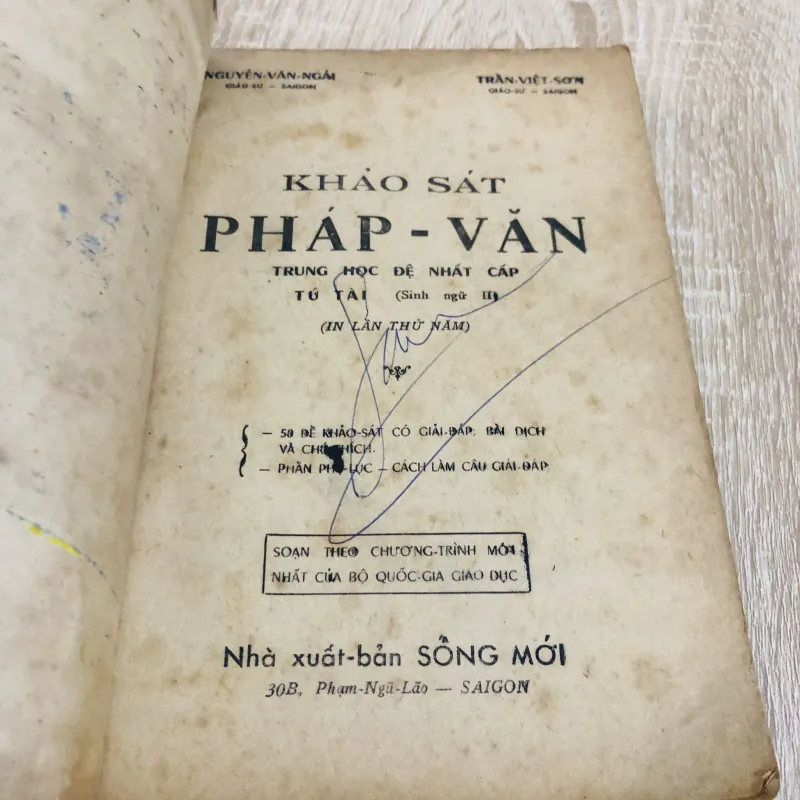 NGUYỄN-VĂN-NGÃI
GIÁO-SƯ — SAIGON
TRẦN-VIỆT-SƠN
GIÁO-SƯ — SAIGON
KHẢO SÁT
PHÁP - VĂN
TRUNG HỌC ĐỆ NHẤT CẤP
TÚ TÀI (Sinh ngữ II)
(IN LẦN THỨ NĂM)
— 50 ĐỀ KHẢO-SÁT CÓ GIẢI-ĐÁP, BÀI DỊCH
VÀ CHÚ THÍCH.
— PHẦN PHỤ-LỤC — CÁCH LÀM CÂU GIẢI-ĐÁP
SOẠN THEO CHƯƠNG-TRÌNH MỚI
NHẤT CỦA BỘ QUỐC-GIA GIÁO DỤC
Nhà xuất-bản SỐNG MỚI
30B, Phạm-Ngũ-Lão — SAIGON